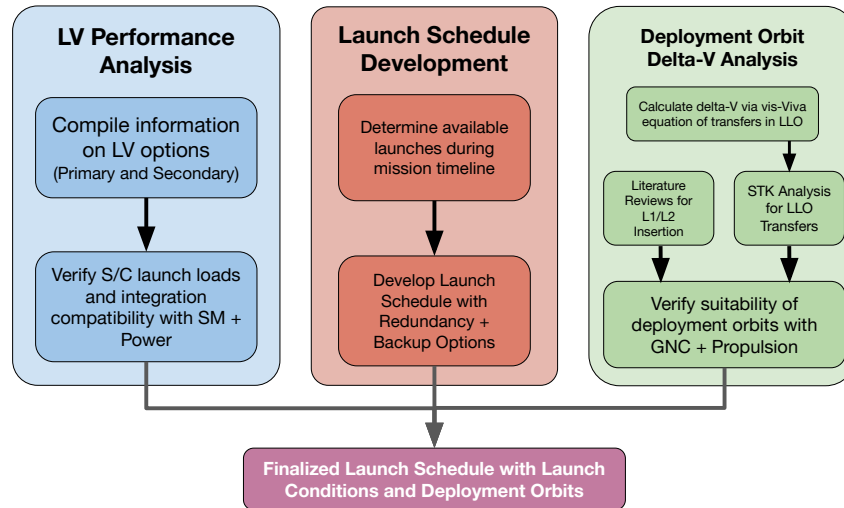 LV Performance
Analysis
Compile information
on LV options
(Primary and Secondary)
Verify S/C launch loads
and integration
compatibility with SM +
Power
Launch Schedule
Development
Determine available
launches during
mission timeline
Develop Launch
Schedule with
Redundancy +
Backup Options
Deployment Orbit
Delta-V Analysis
Calculate delta-V via vis-Viva
equation of transfers in LLO
Literature
Reviews for
L1/L2
Insertion
STK Analysis
for LLO
Transfers
Verify suitability of
deployment orbits with
GNC + Propulsion
Finalized Launch Schedule with Launch
Conditions and Deployment Orbits